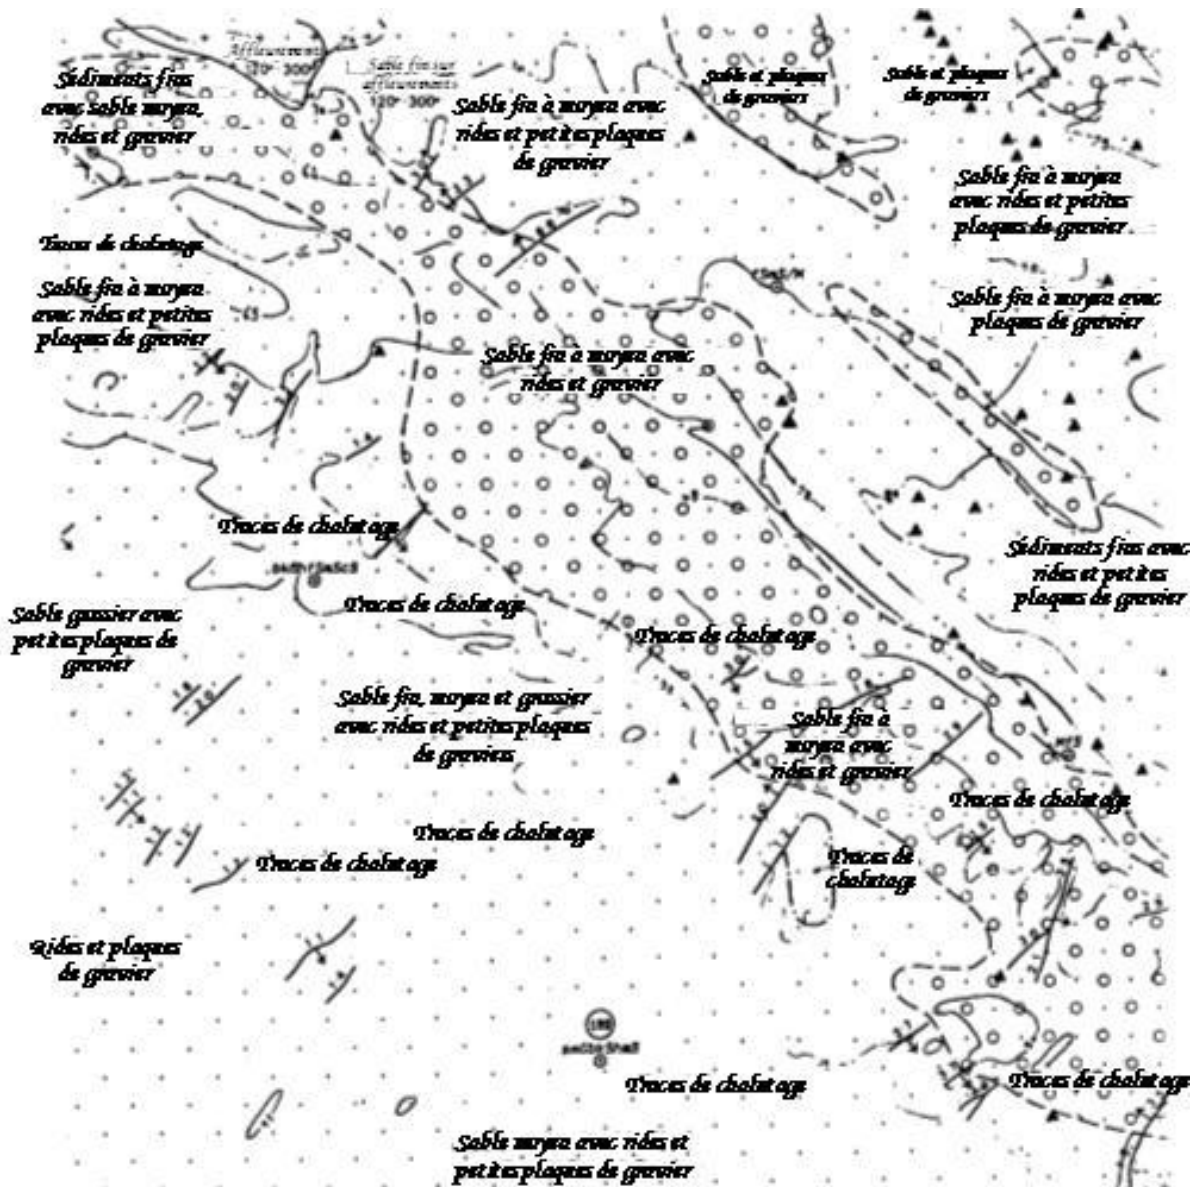 Affleurements
120° 300°
Sable fin sur
affleurements
120° 300°
Sédiments fins
avec sable moyen,
rides et gravier
Sable fin à moyen avec
rides et petites plaques
de gravier
Sable et plaques
de graviers
Sable et plaques
de graviers
Sable fin à moyen
avec rides et petites
plaques de gravier
Traces de chalutage
Sable fin à moyen
avec rides et petites
plaques de gravier
Sable fin à moyen avec
plaques de gravier
Sable fin à moyen avec
rides et gravier
Traces de chalutage
Sédiments fins avec
rides et petites
plaques de gravier
Traces de chalutage
Sable grossier avec
petites plaques de
gravier
Traces de chalutage
Sable fin, moyen et grossier
avec rides et petites plaques
de graviers
Sable fin à
moyen avec
rides et gravier
Traces de chalutage
Traces de chalutage
Traces de chalutage
Traces de
chalutage
Rides et plaques
de gravier
Traces de chalutage
Traces de chalutage
Sable moyen avec rides et
petites plaques de gravier